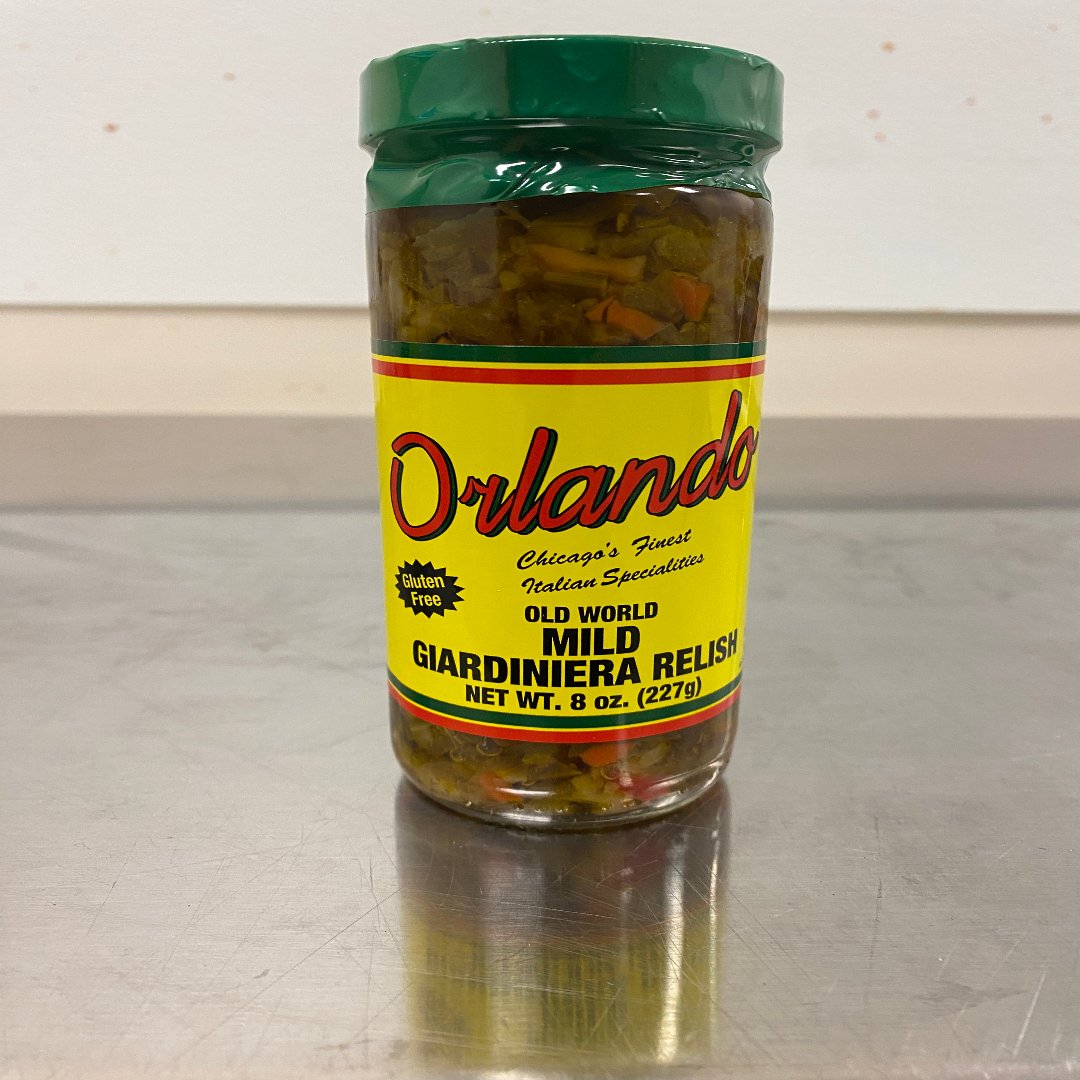 Orlando
Chicago's Finest
Italian Specialities
Gluten
Free
OLD WORLD
MILD
GIARDINIERA RELISH
NET WT. 8 oz. (227g)